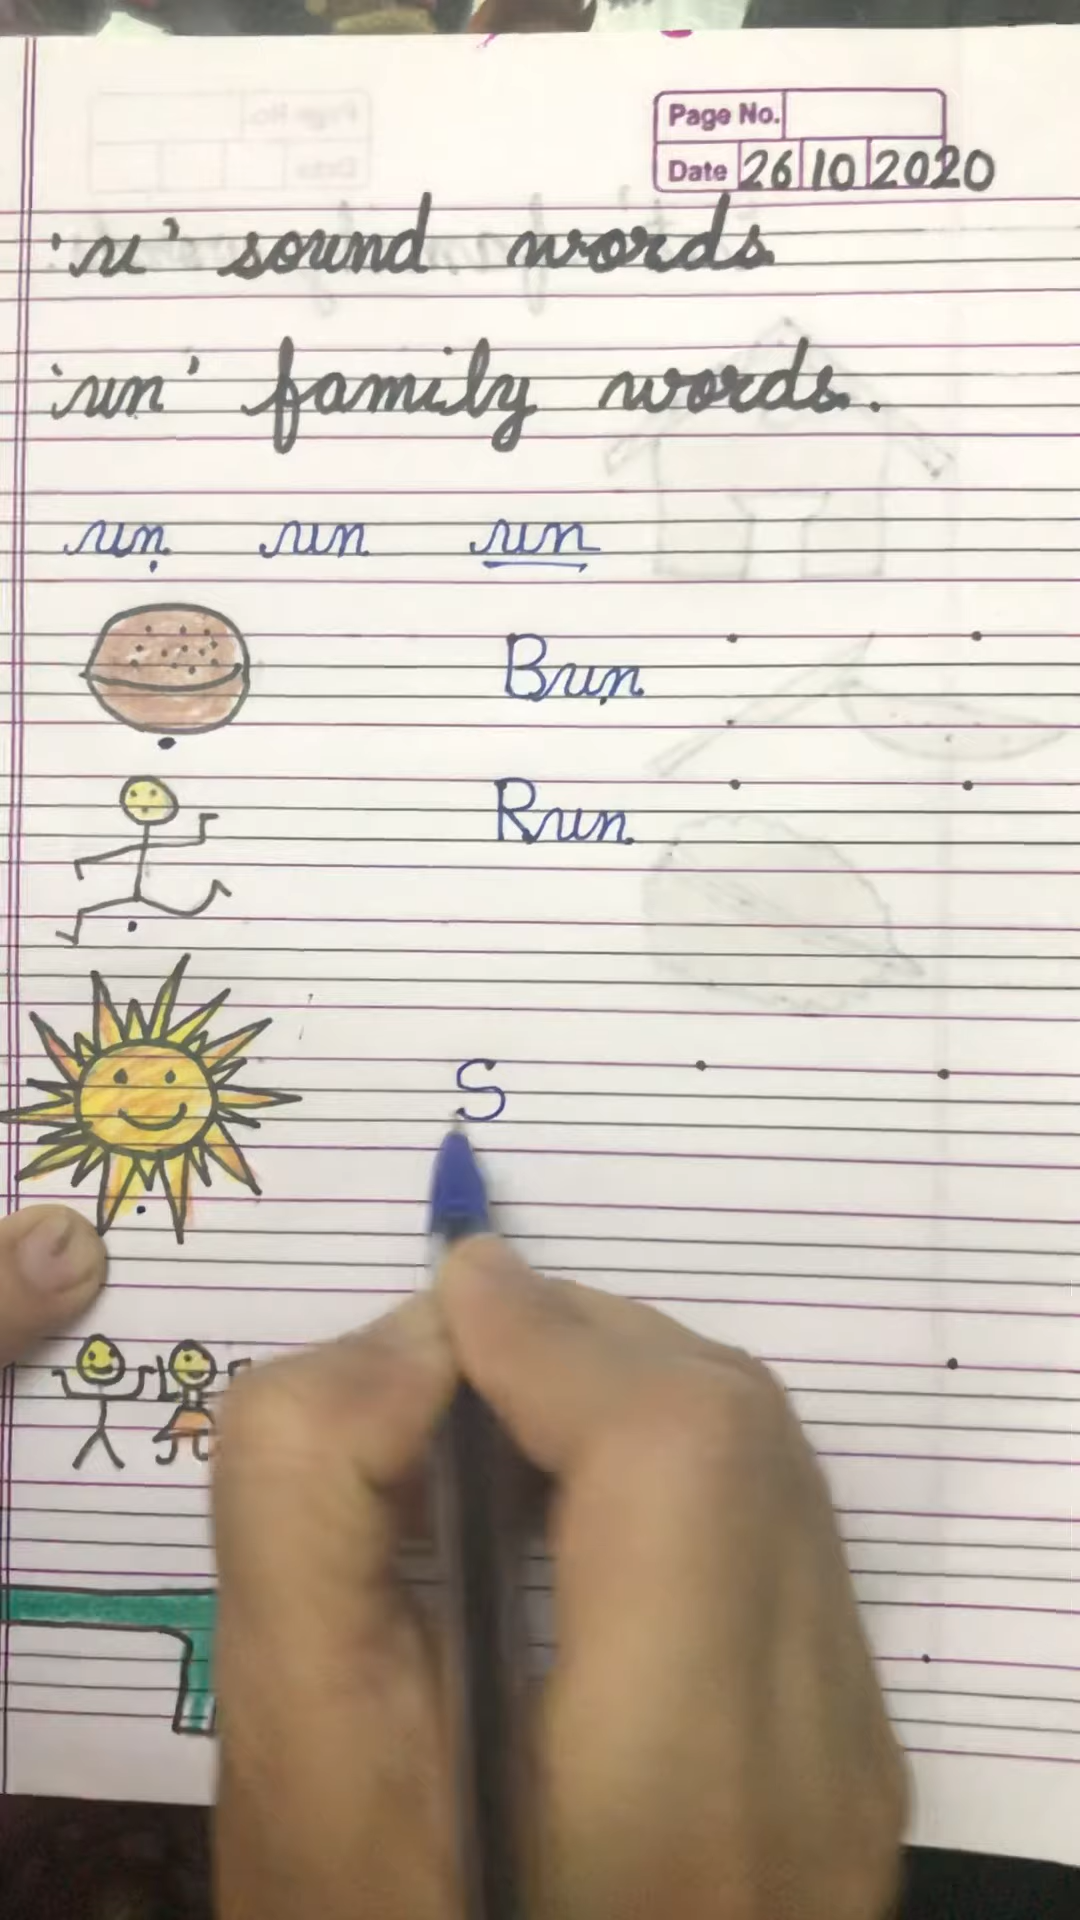 Page No.
Date 26 10 2020
'u' sound words
'un' family words.
un un un
Bun
Run
S